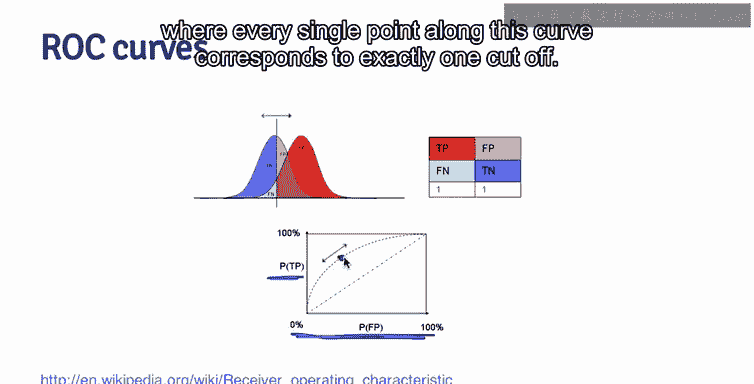 where every single point along this curve
corresponds to exactly one cut off.
ROC curves
TP FP
FN TN
1 1
FN
100%
P(TP)
0% P(FP) 100%
http://en.wikipedia.org/wiki/Receiver_operating_characteristic